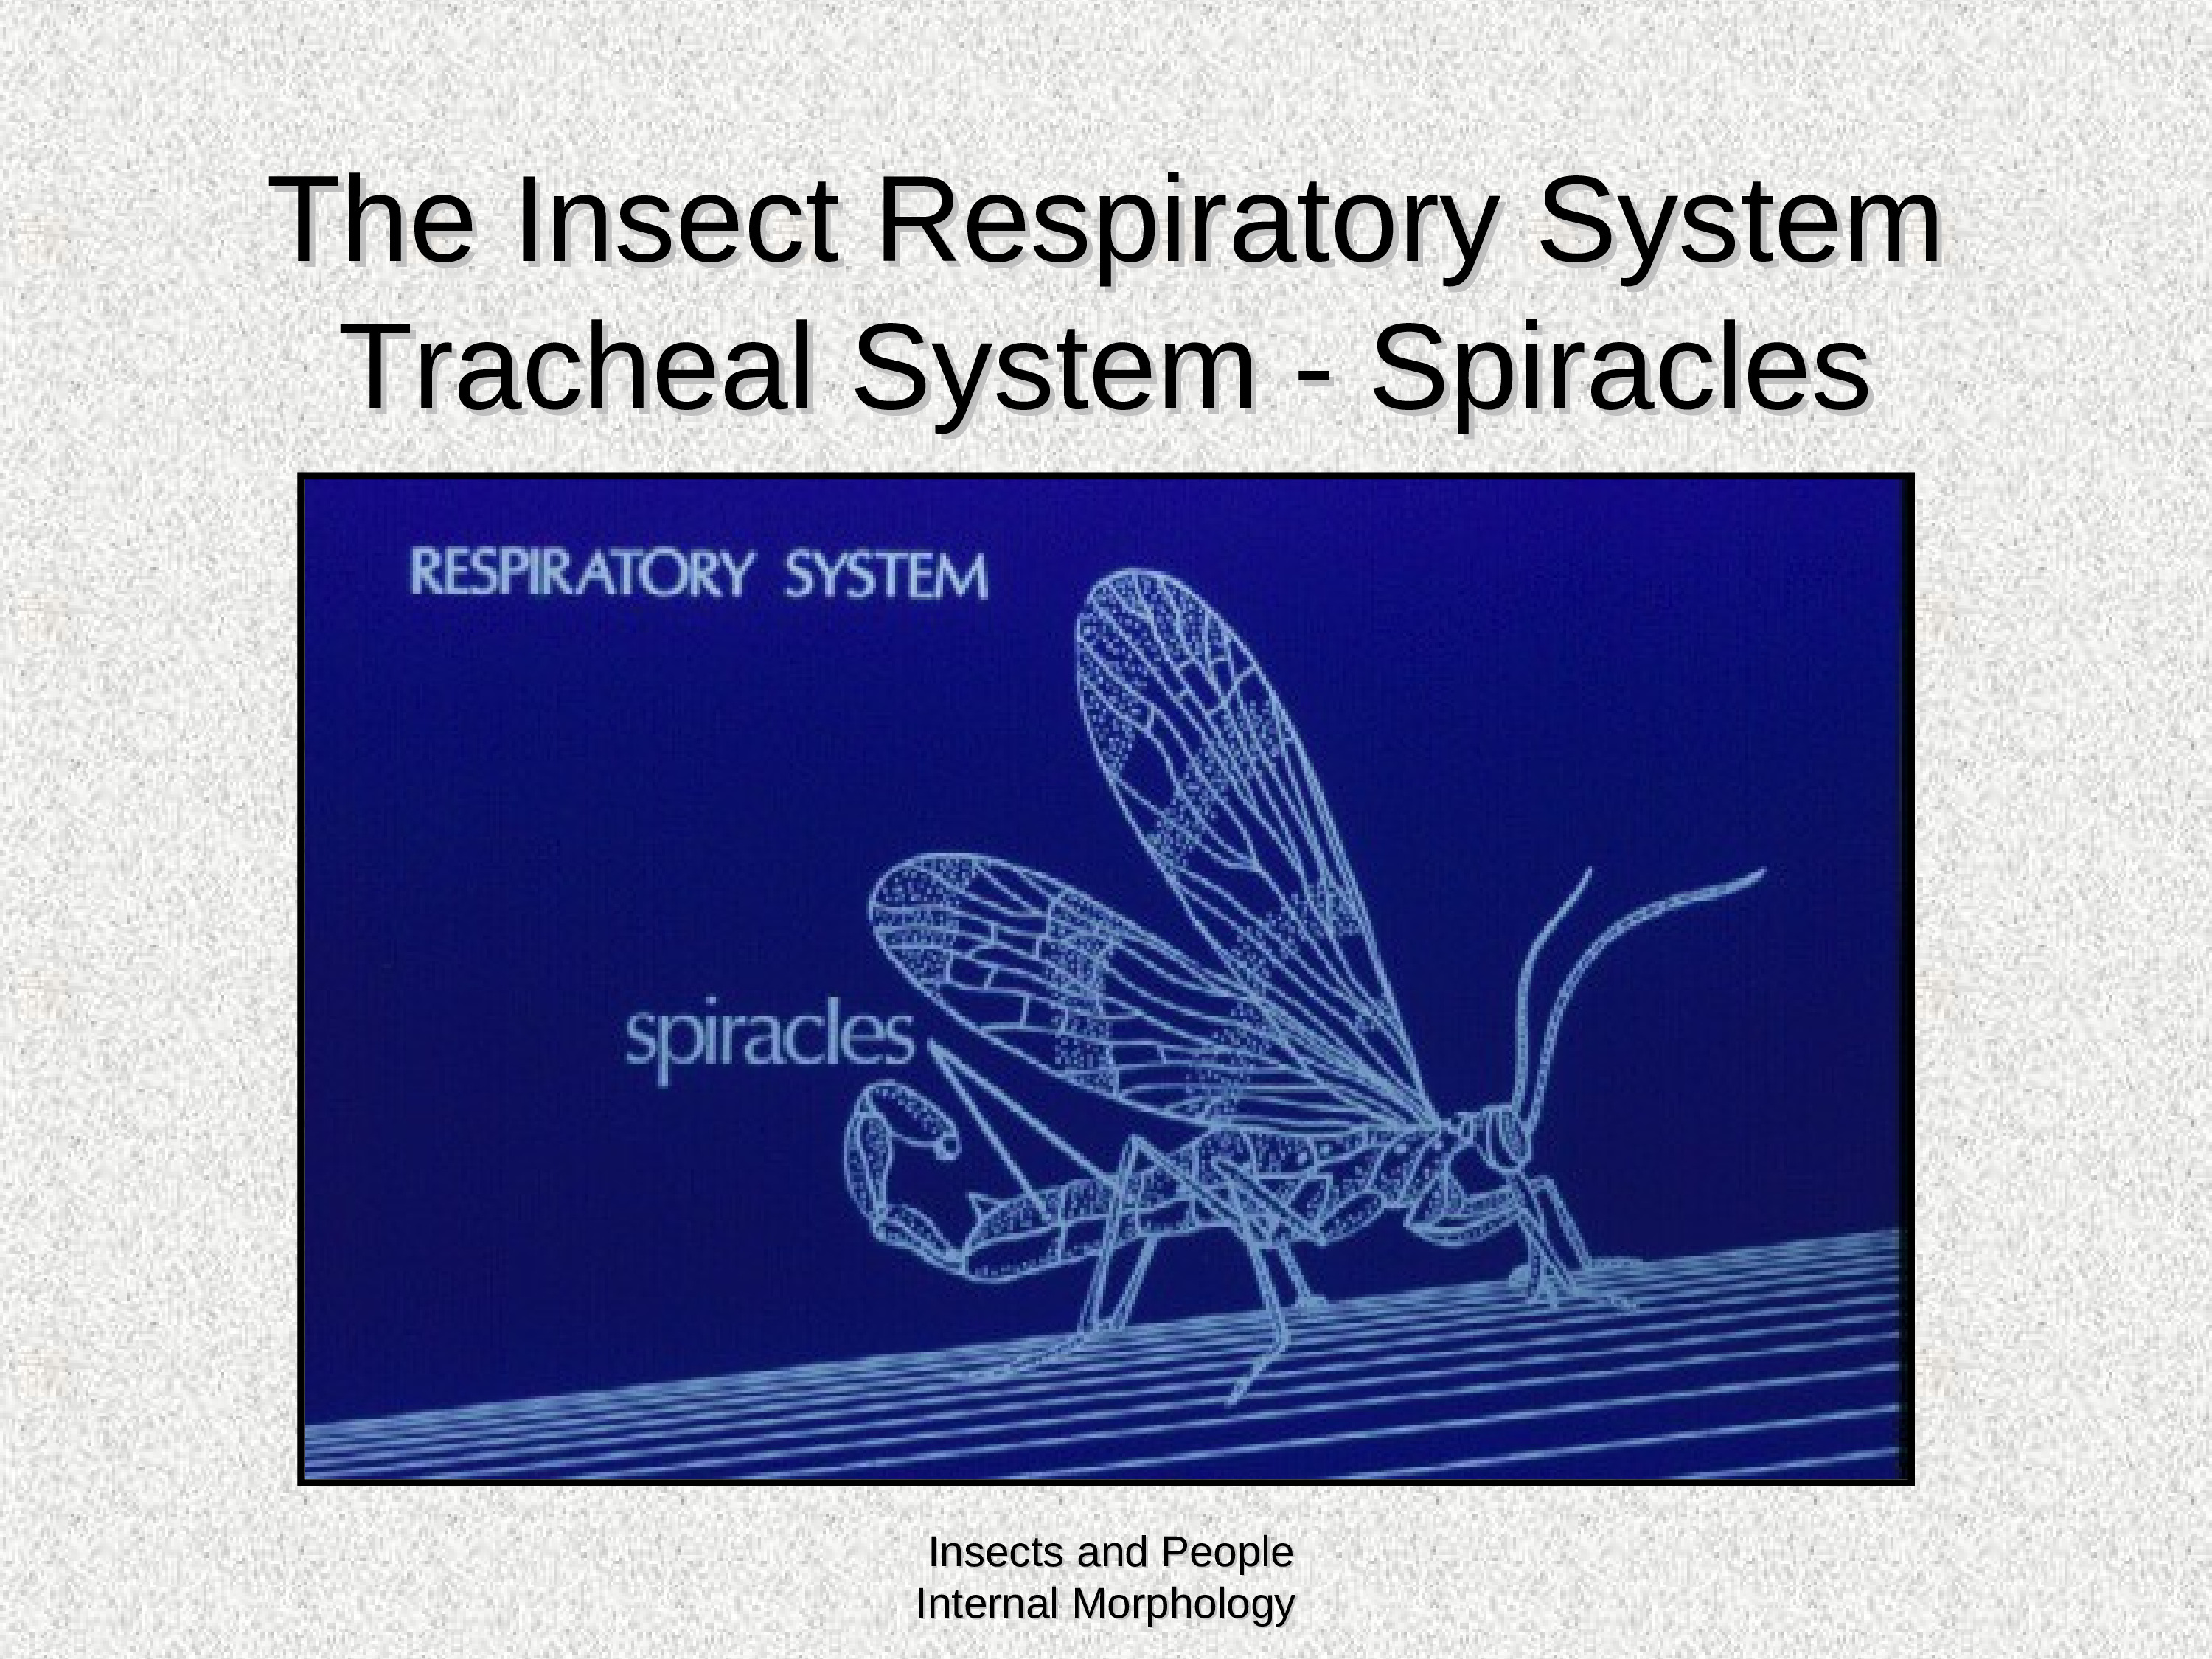 The Insect Respiratory System
Tracheal System - Spiracles
RESPIRATORY SYSTEM
spiracles
Insects and People
Internal Morphology